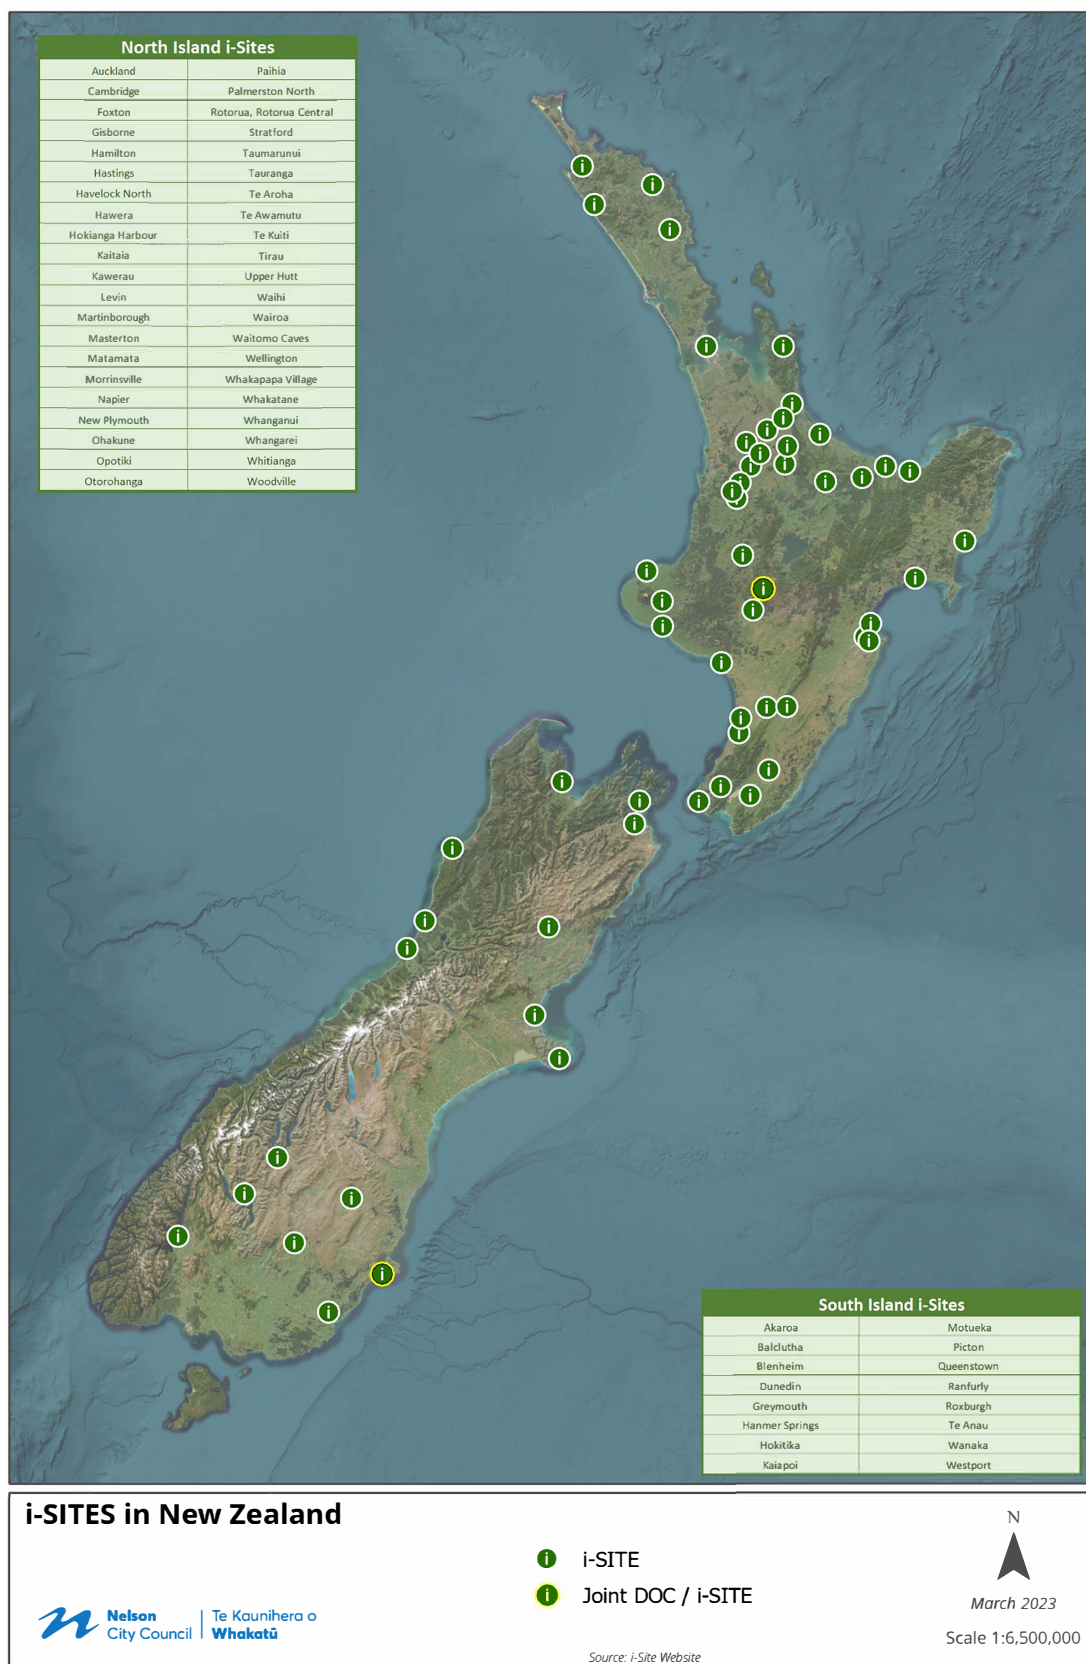 North Island i-Sites
Auckland Paihia
Cambridge Palmerston North
Foxton Rotorua, Rotorua Central
Gisborne Stratford
Hamilton Taumarunui
Hastings Tauranga
Havelock North Te Aroha
Hawera Te Awamutu
Hokianga Harbour Te Kuiti
Kaitaia Tirau
Kawerau Upper Hutt
Levin Waihi
Martinborough Wairoa
Masterton Waitomo Caves
Matamata Wellington
Morrinsville Whakapapa Village
Napier Whakatane
New Plymouth Whanganui
Ohakune Whangarei
Opotiki Whitianga
Otorohanga Woodville
South Island i-Sites
Akaroa Motueka
Balclutha Picton
Blenheim Queenstown
Dunedin Ranfurly
Greymouth Roxburgh
Hanmer Springs Te Anau
Hokitika Wanaka
Kaiapoi Westport
i-SITES in New Zealand
i i-SITE
i Joint DOC / i-SITE
Nelson Te Kaunihera o
City Council Whakatū
N
March 2023
Scale 1:6,500,000
Source: i-Site Website